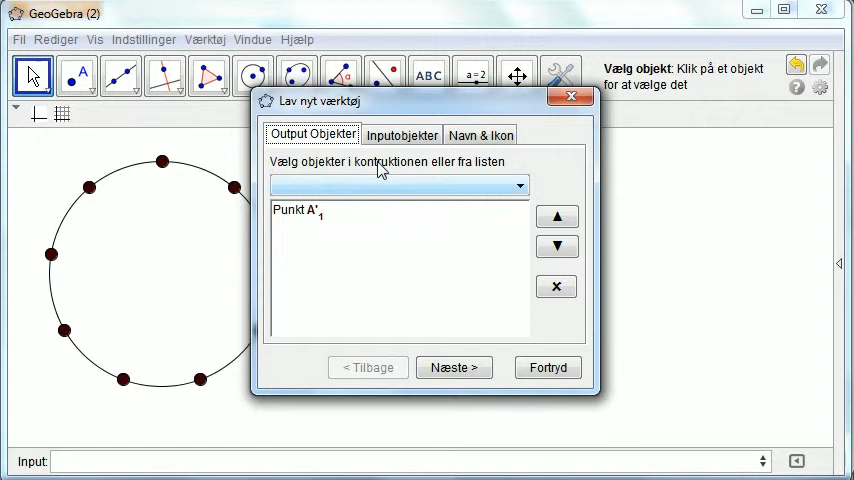 GeoGebra (2)
Fil Rediger Vis Indstillinger Værktøj Vindue Hjælp
A
ABC
a=2
Vælg objekt: Klik på et objekt
for at vælge det
Lav nyt værktøj
Output Objekter Inputobjekter Navn & Ikon
Vælg objekter i kontruktionen eller fra listen
Punkt A'1
< Tilbage Næste > Fortryd
Input: